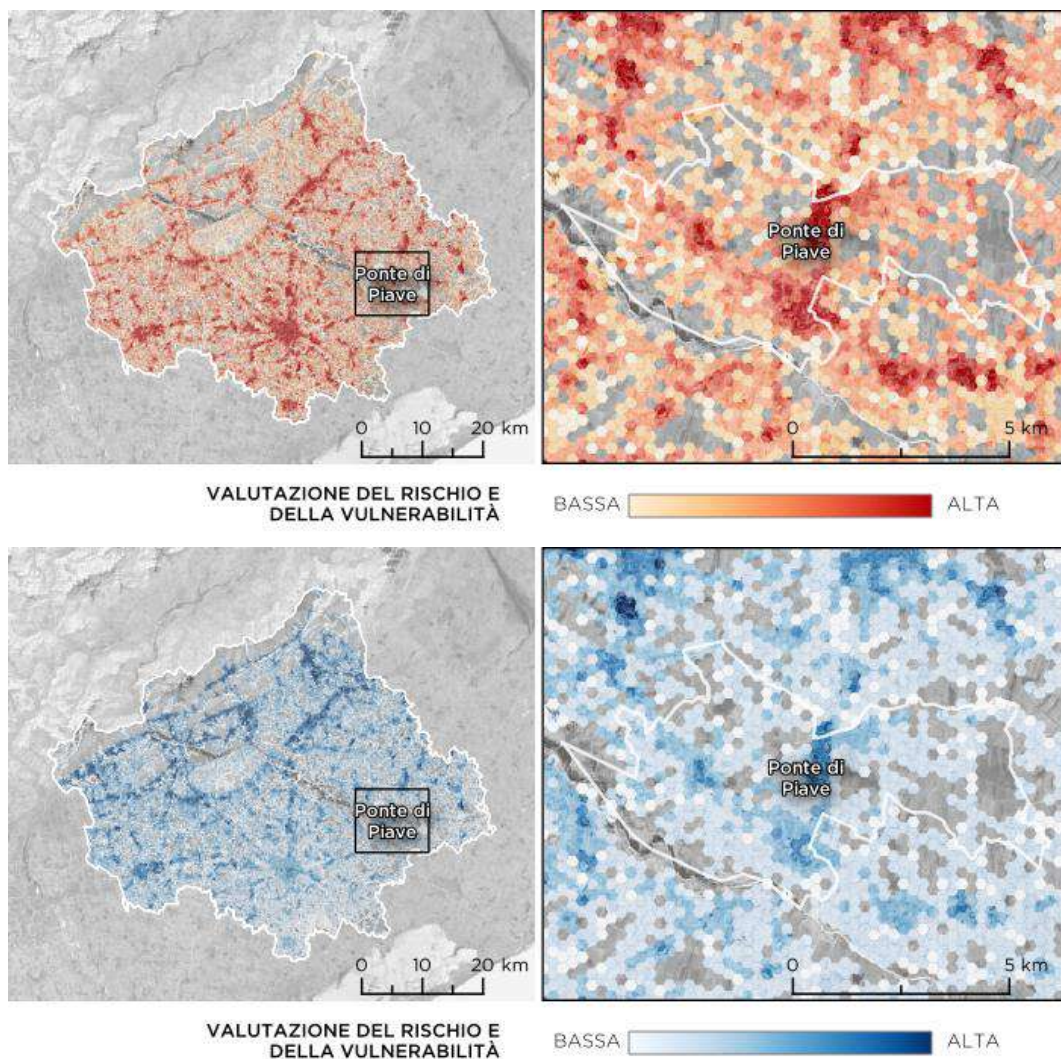 Ponte di
Piave
0 10 20 km
Ponte di
Piave
0 5 km
VALUTAZIONE DEL RISCHIO E
DELLA VULNERABILITÀ
BASSA ALTA
Ponte di
Piave
0 10 20 km
Ponte di
Piave
0 5 km
VALUTAZIONE DEL RISCHIO E
DELLA VULNERABILITÀ
BASSA ALTA